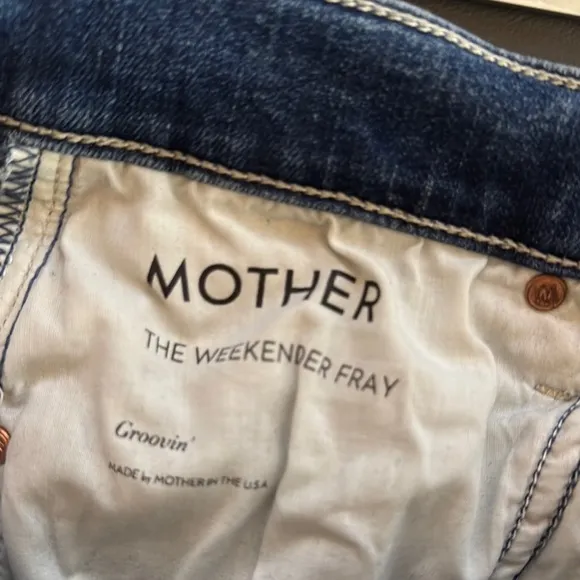 MOTHER
THE WEEKENDER FRAY
Groovin'
MADE by MOTHER IN THE U.S.A
M